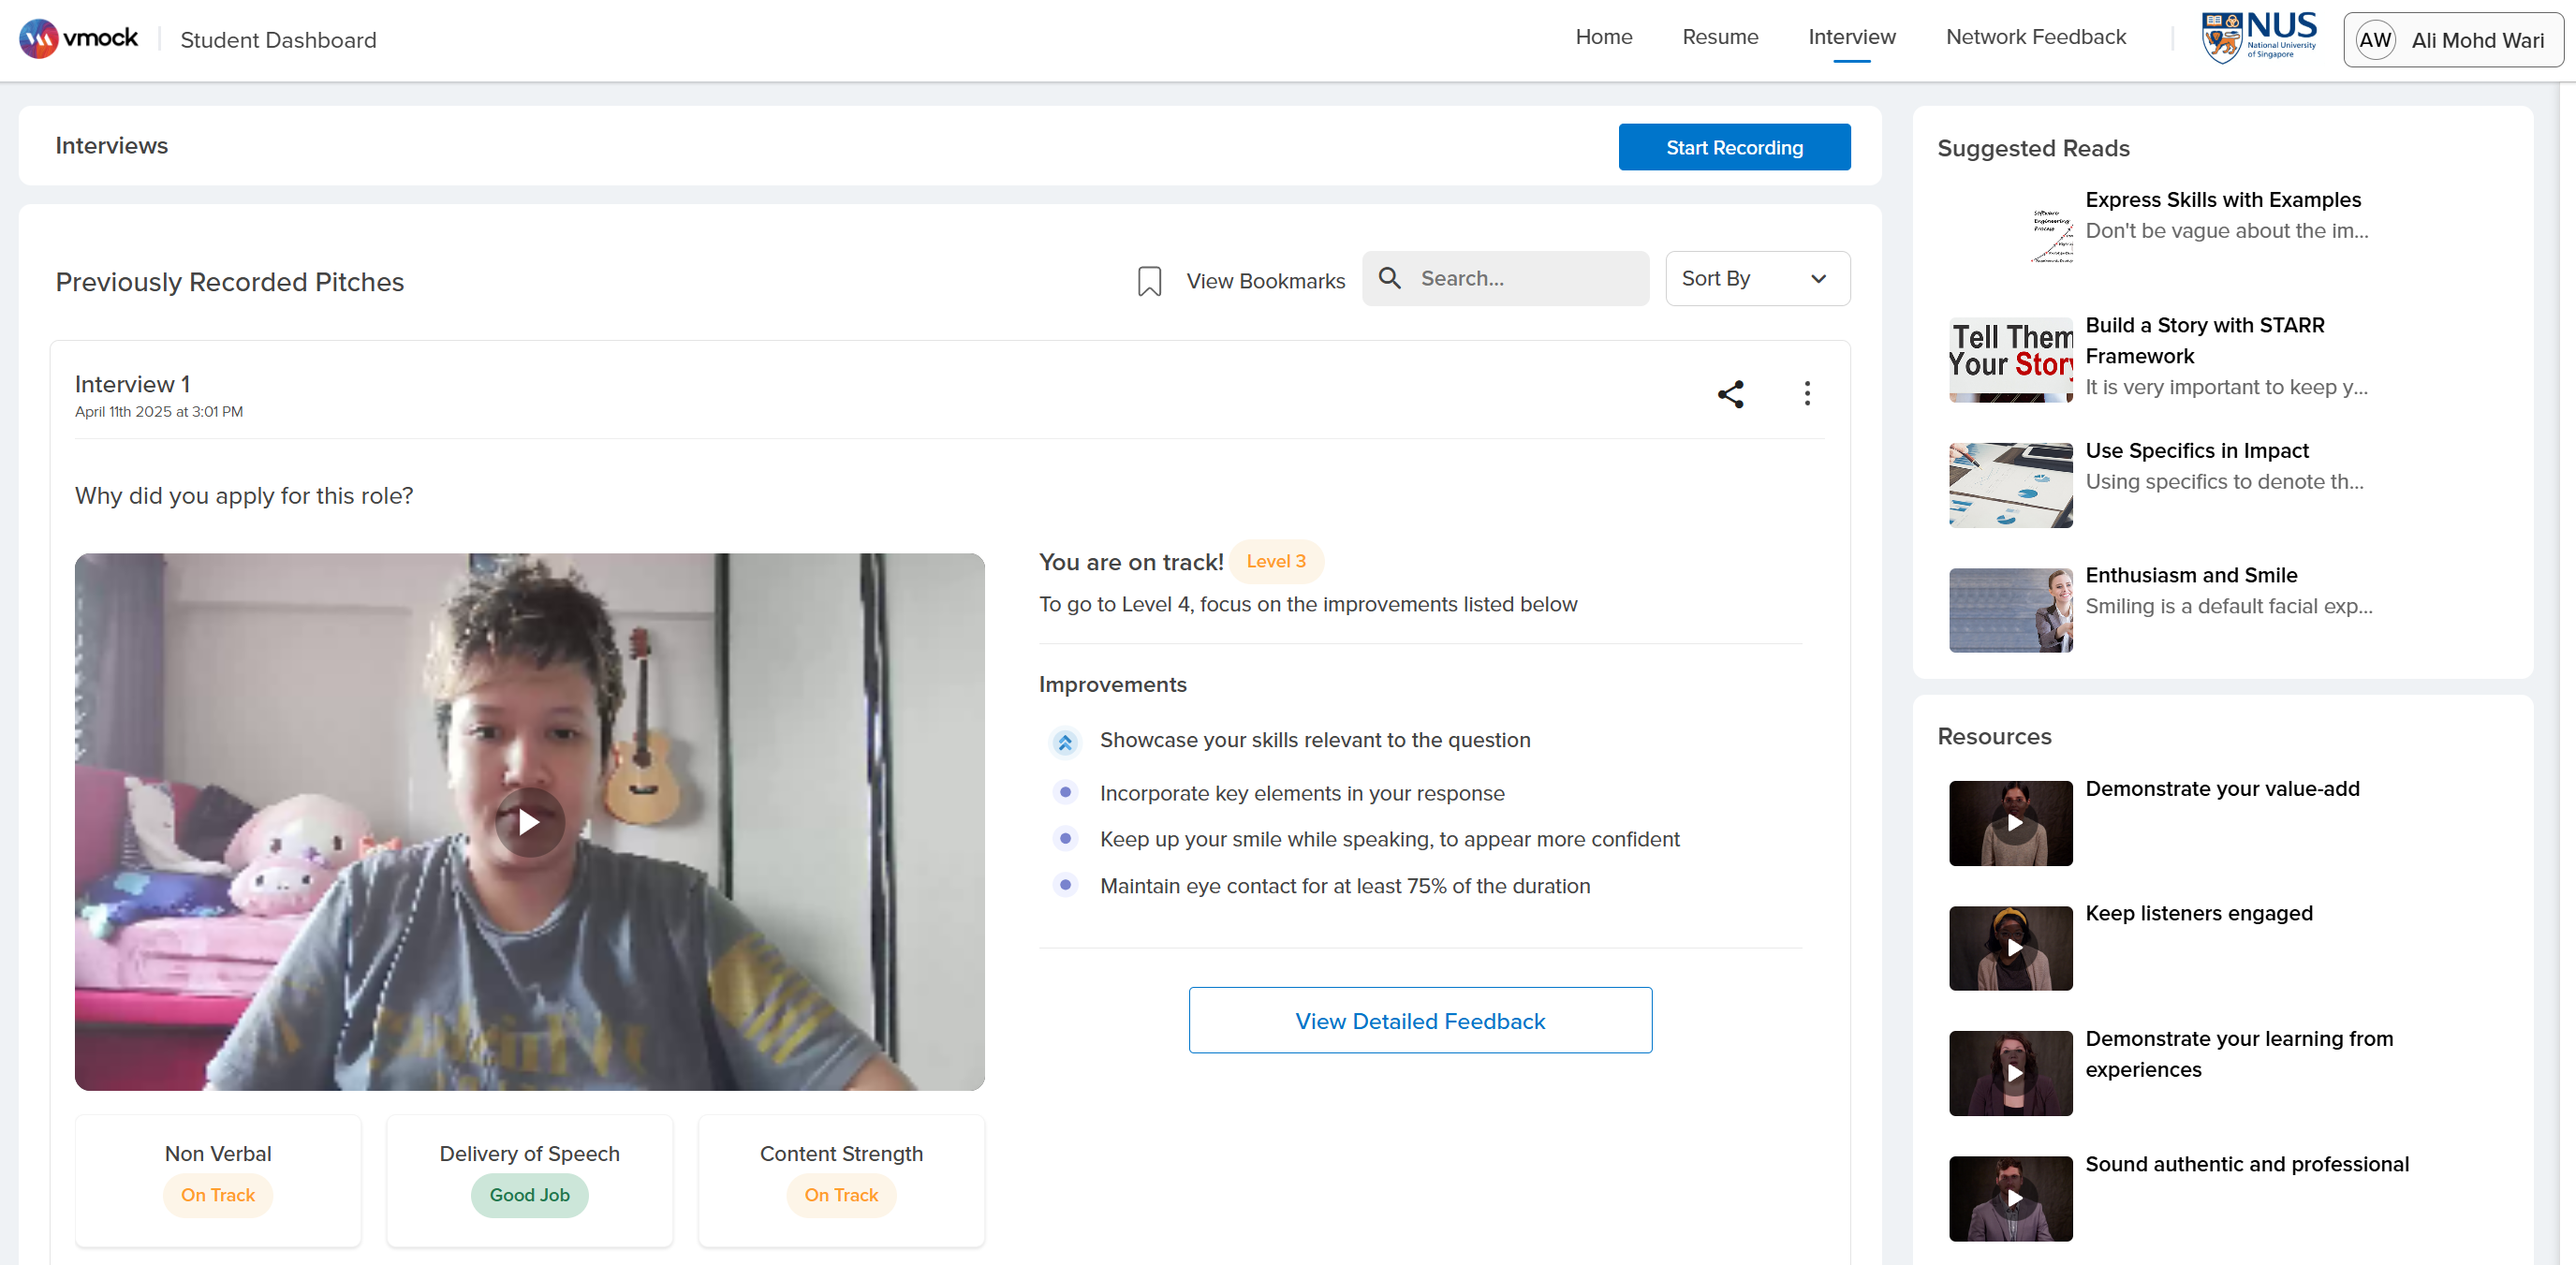 vmock
Student Dashboard
Home
Resume
Interview
Network Feedback
NUS
National University
of Singapore
AW
Ali Mohd Wari
Interviews
Start Recording
Previously Recorded Pitches
View Bookmarks
Search...
Sort By
Interview 1
April 11th 2025 at 3:01 PM
Why did you apply for this role?
You are on track!
Level 3
To go to Level 4, focus on the improvements listed below
Improvements
Showcase your skills relevant to the question
Incorporate key elements in your response
Keep up your smile while speaking, to appear more confident
Maintain eye contact for at least 75% of the duration
View Detailed Feedback
Non Verbal
On Track
Delivery of Speech
Good Job
Content Strength
On Track
Suggested Reads
Software
Engineering
Process
Express Skills with Examples
Don't be vague about the im...
Tell Them
Your Story
Build a Story with STARR
Framework
It is very important to keep y...
Use Specifics in Impact
Using specifics to denote th...
Enthusiasm and Smile
Smiling is a default facial exp...
Resources
Demonstrate your value-add
Keep listeners engaged
Demonstrate your learning from
experiences
Sound authentic and professional